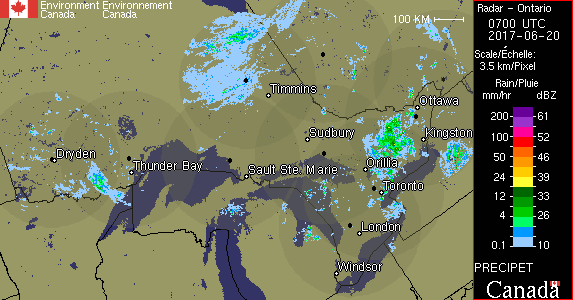 Environment Environnement
Canada Canada
100 KM
Timmins
Ottawa
Sudbury
Kingston
Dryden
Thunder Bay
Sault Ste. Marie
Orillia
Toronto
London
Windsor
Radar - Ontario
0700 UTC
2017-06-20
Scale/Échelle:
3.5 km/Pixel
Rain/Pluie
mm/hr dBZ
200 61
100 52
50 46
24 39
12 33
4 26
0.1 10
PRECIPET
Canada